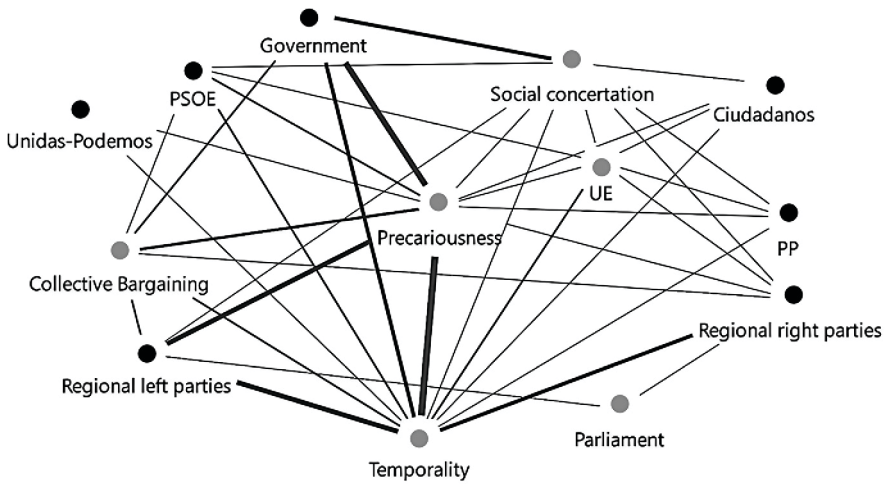 Government
PSOE
Social concertation
Ciudadanos
Unidas-Podemos
UE
Precariousness
PP
Collective Bargaining
Regional right parties
Regional left parties
Parliament
Temporality